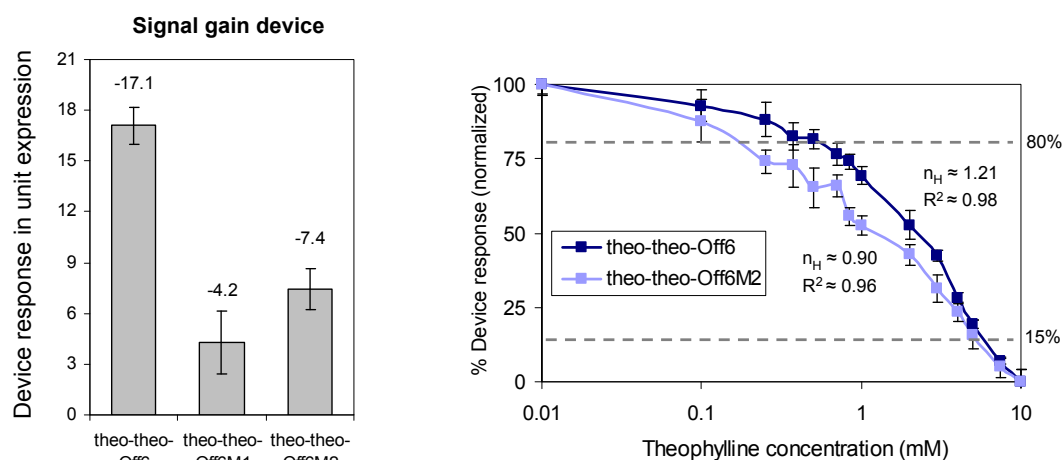 Signal gain device
Device response in unit expression
21
18
15
12
9
6
3
0
-17.1
-4.2
-7.4
theo-theo- theo-theo- theo-theo-
% Device response (normalized)
100
75
50
25
0
80%
15%
n_H ≈ 1.21
R² ≈ 0.98
theo-theo-Off6
theo-theo-Off6M2
n_H ≈ 0.90
R² ≈ 0.96
0.01 0.1 1 10
Theophylline concentration (mM)